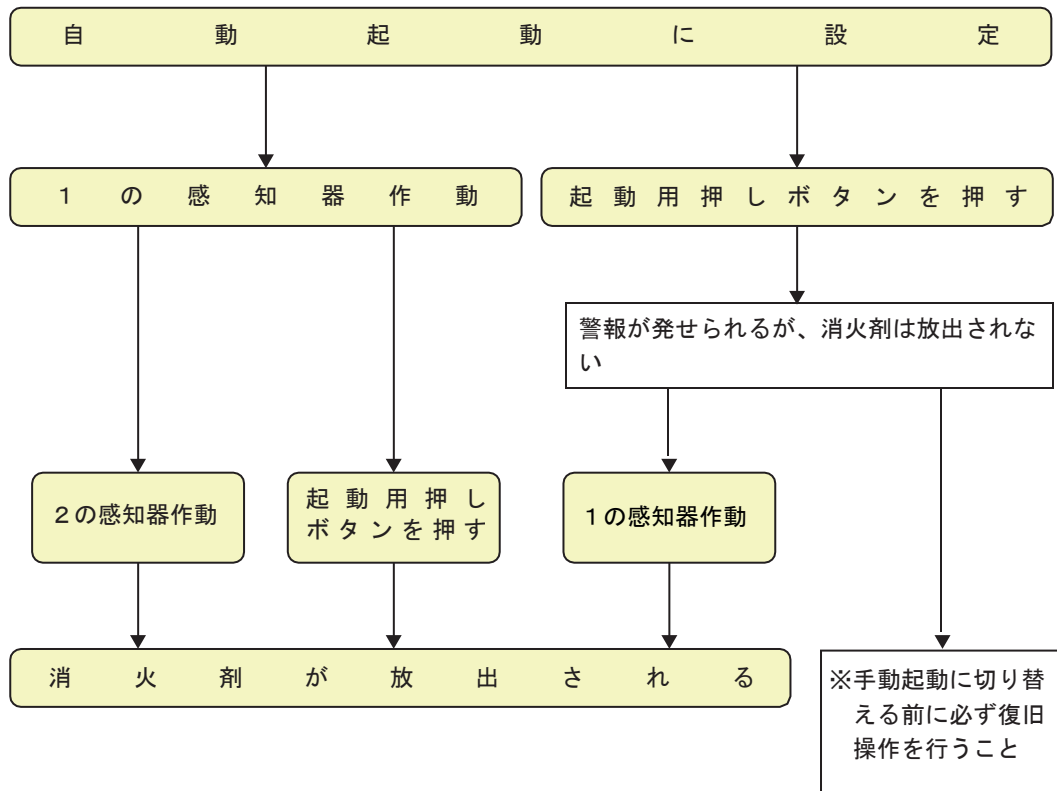 自動起動に設定
1の感知器作動
起動用押しボタンを押す
警報が発せられるが、消火剤は放出されな
い
2の感知器作動
起動用押し
ボタンを押す
1の感知器作動
消火剤が放出される
※手動起動に切り替
える前に必ず復旧
操作を行うこと